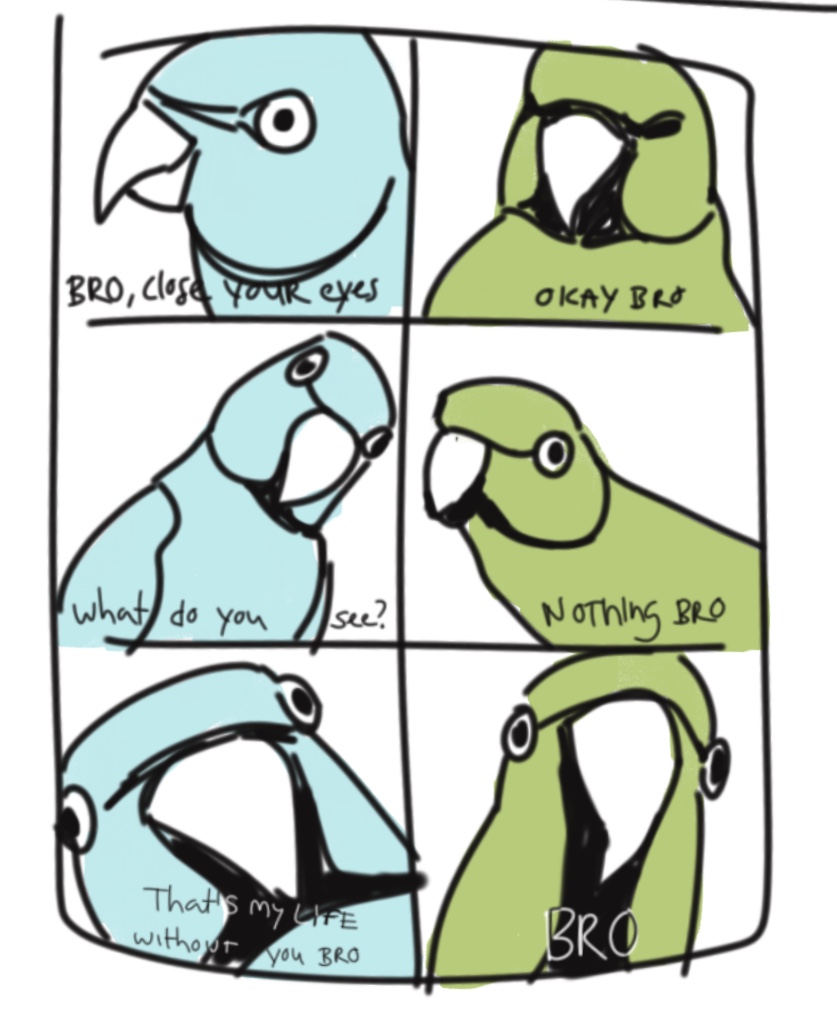 BRO, close YOUR eyes
OKAY BRO
what do you see?
NOTHING BRO
That's my LIFE
without you BRO
BRO